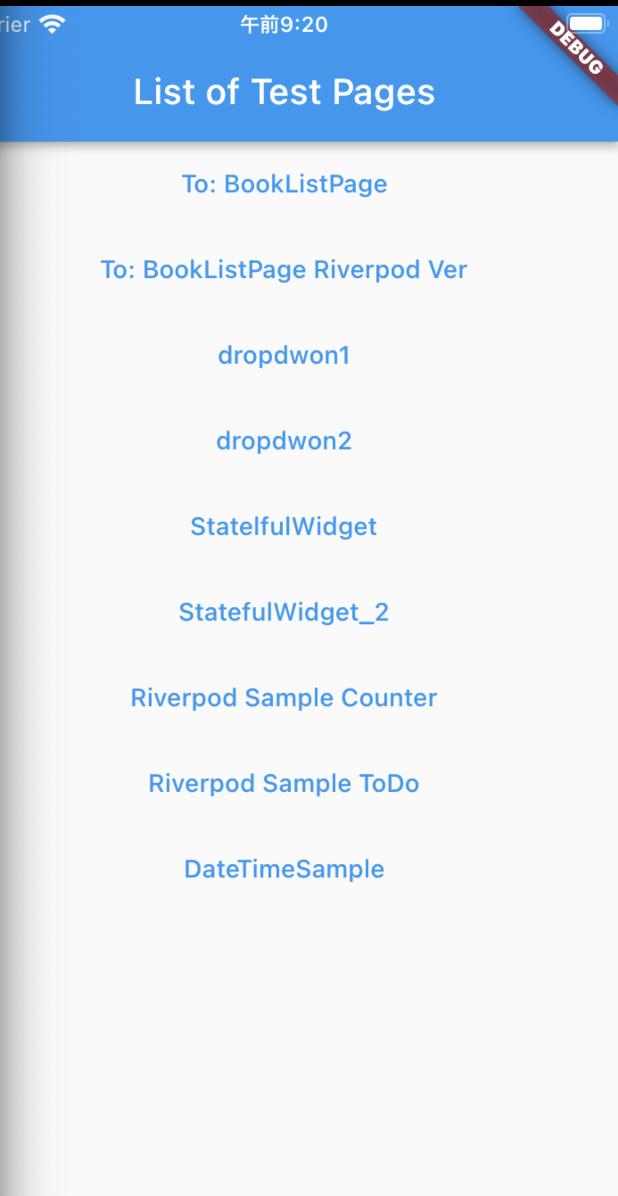 午前9:20
DEBUG
List of Test Pages
To: BookListPage
To: BookListPage Riverpod Ver
dropdwon1
dropdwon2
StatelfulWidget
StatefulWidget_2
Riverpod Sample Counter
Riverpod Sample ToDo
DateTimeSample